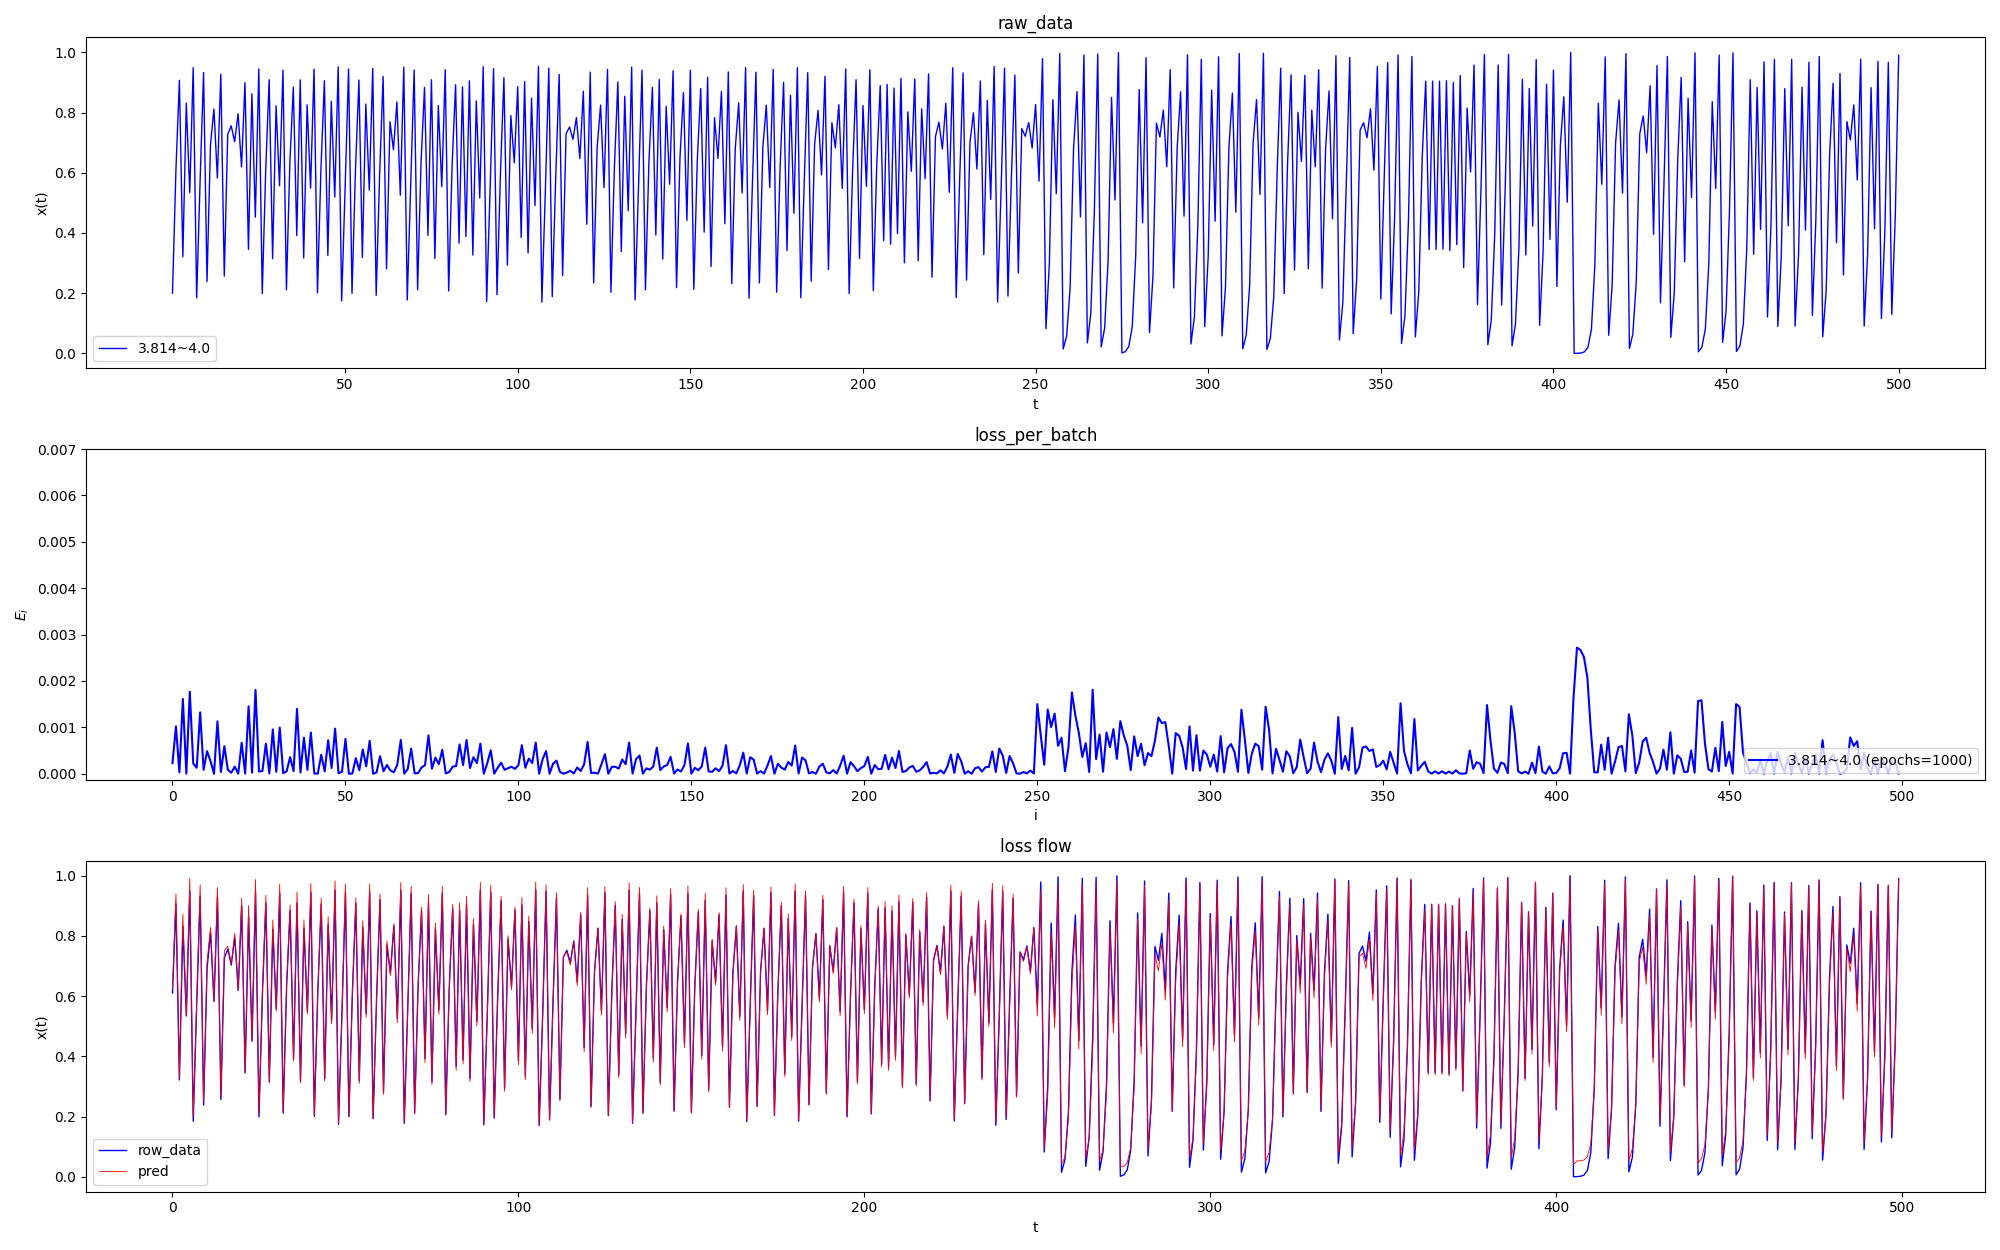 raw_data
1.0
0.8
0.6
0.4
0.2
0.0
x(t)
3.814~4.0
50 100 150 200 250 300 350 400 450 500
t
loss_per_batch
0.007
0.006
0.005
0.004
0.003
0.002
0.001
0.000
E_i
3.814~4.0 (epochs=1000)
0 50 100 150 200 250 300 350 400 450 500
i
loss flow
1.0
0.8
0.6
0.4
0.2
0.0
x(t)
row_data
pred
0 100 200 300 400 500
t